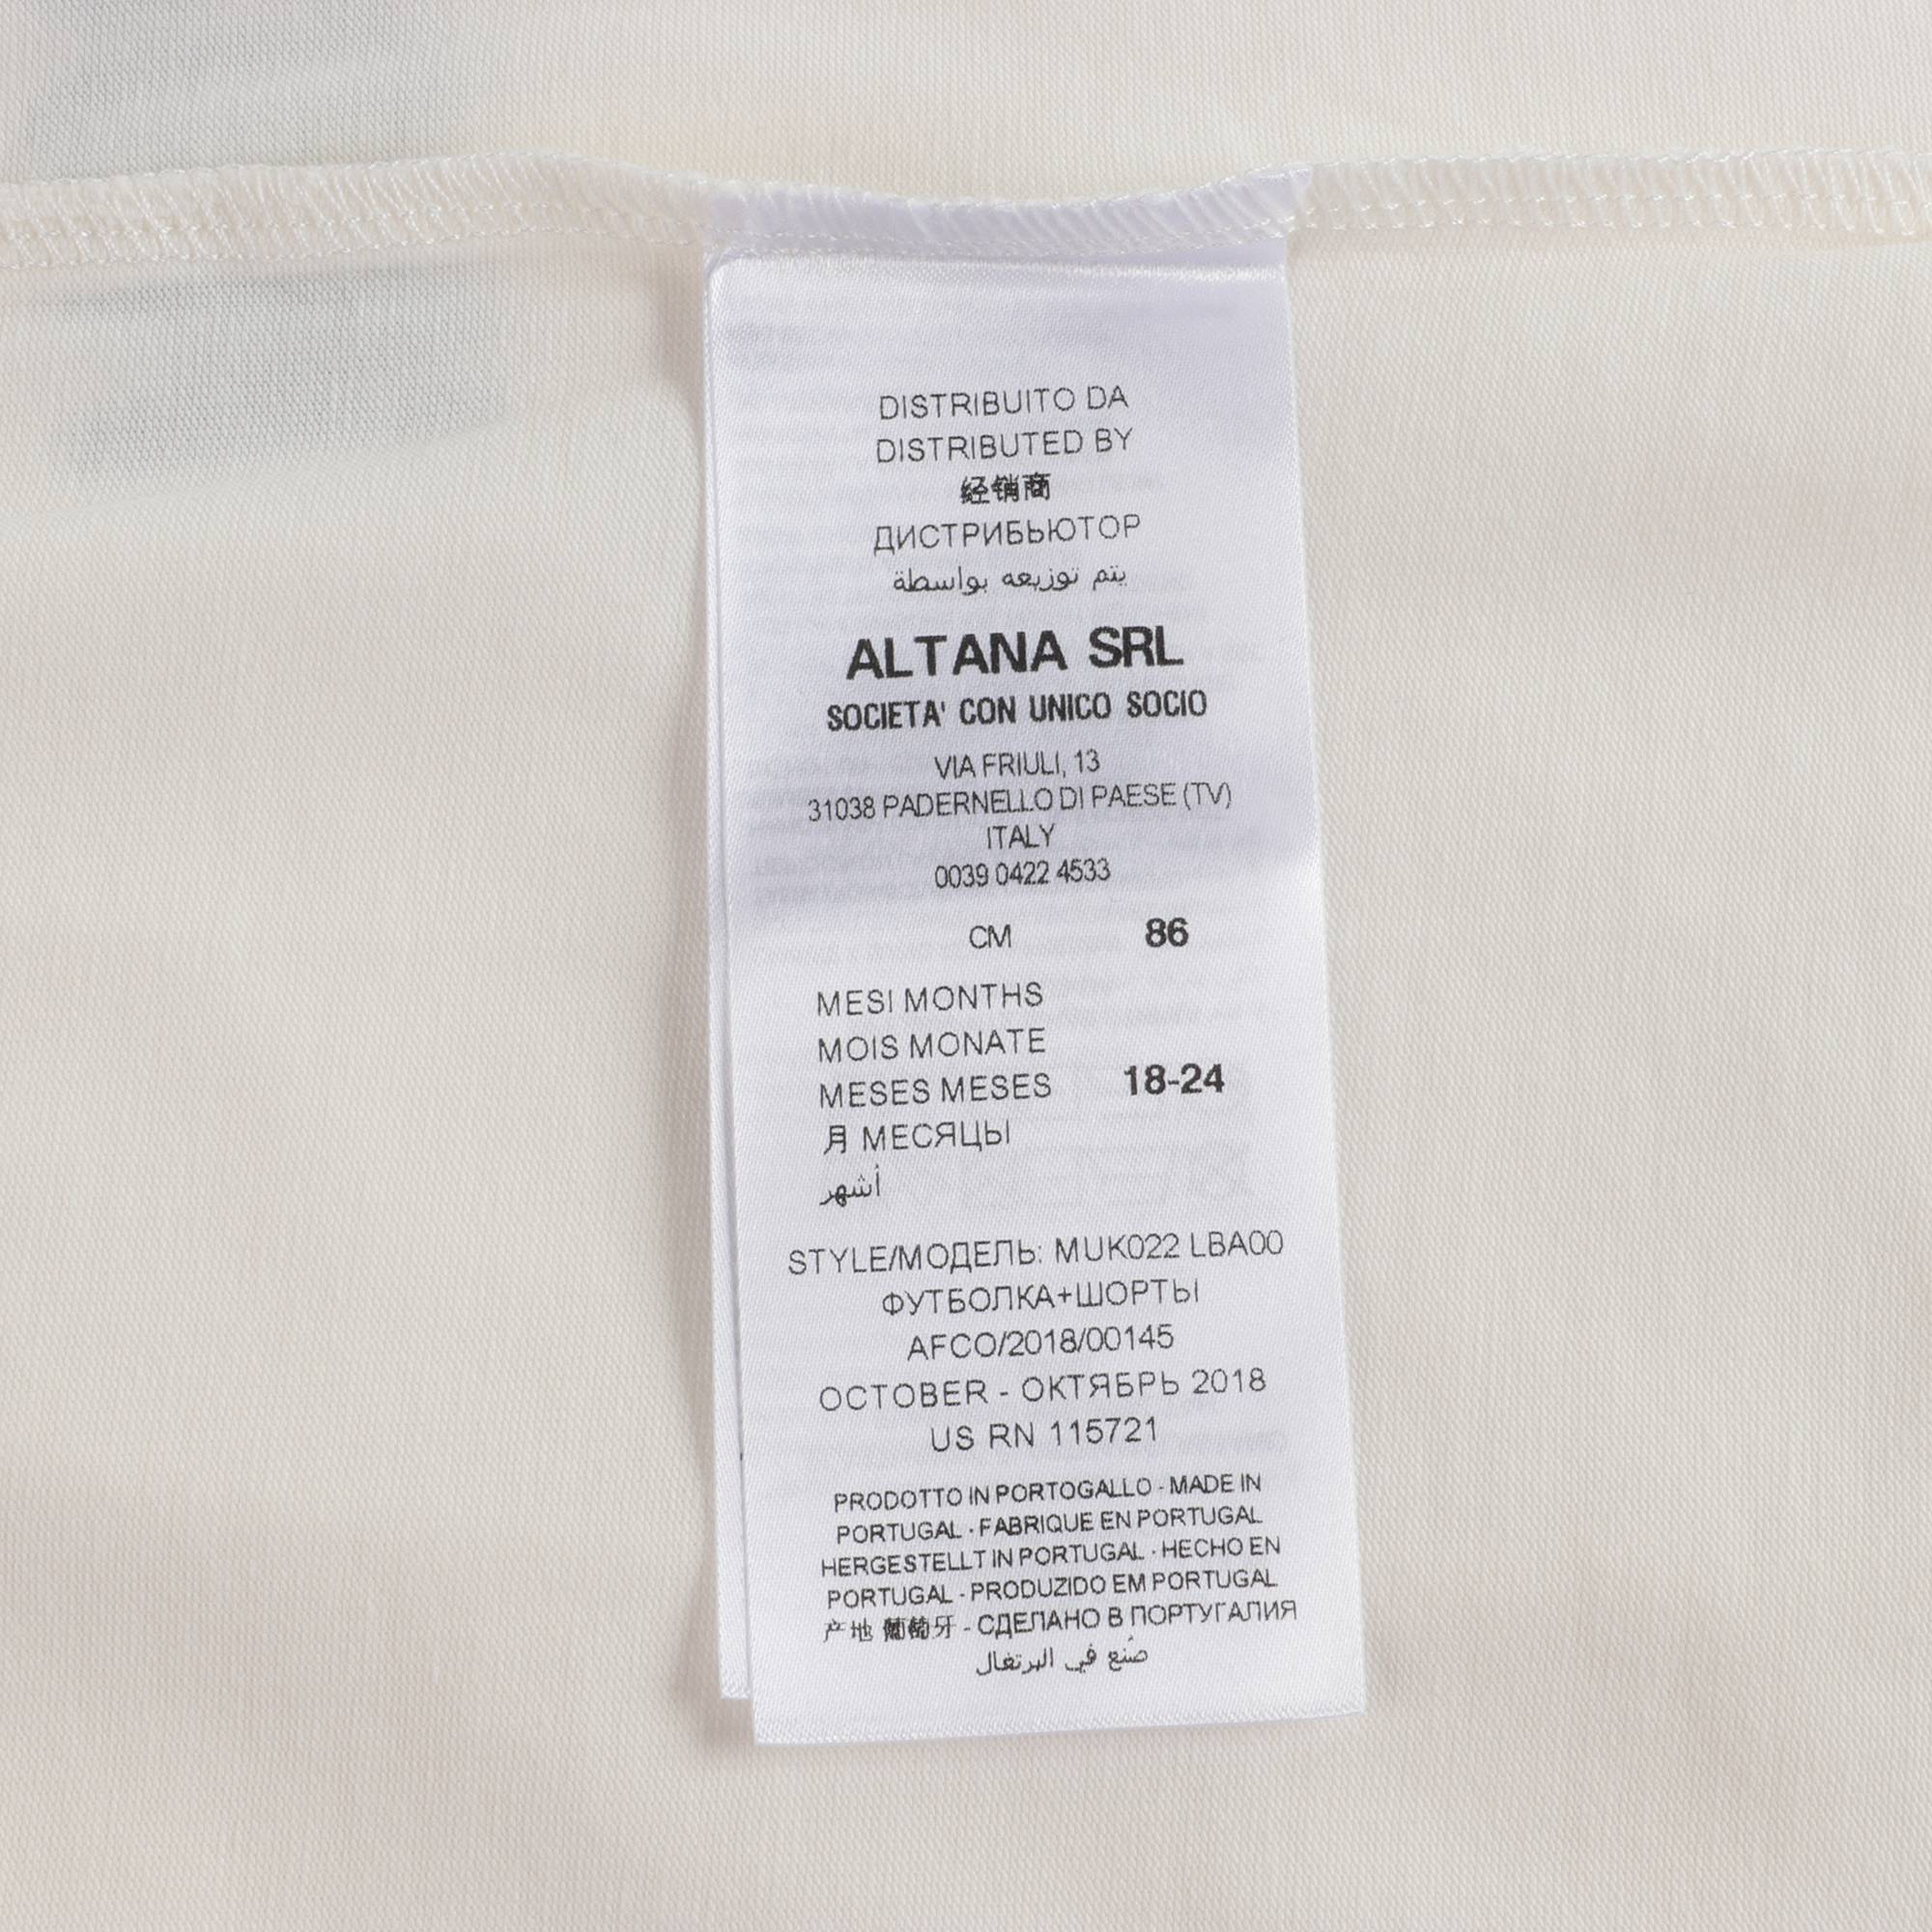 DISTRIBUITO DA
DISTRIBUTED BY
经销商
ДИСТРИБЬЮТОР
يتم توزيعه بواسطة
ALTANA SRL
SOCIETA' CON UNICO SOCIO
VIA FRIULI, 13
31038 PADERNELLO DI PAESE (TV)
ITALY
0039 0422 4533
CM 86
MESI MONTHS
MOIS MONATE
MESES MESES 18-24
月 МЕСЯЦЫ
أشهر
STYLE/МОДЕЛЬ: MUK022 LBA00
ФУТБОЛКА+ШОРТЫ
AFCO/2018/00145
OCTOBER - ОКТЯБРЬ 2018
US RN 115721
PRODOTTO IN PORTOGALLO - MADE IN
PORTUGAL - FABRIQUE EN PORTUGAL
HERGESTELLT IN PORTUGAL - HECHO EN
PORTUGAL - PRODUZIDO EM PORTUGAL
产地 葡萄牙 - СДЕЛАНО В ПОРТУГАЛИЯ
صُنع في البرتغال